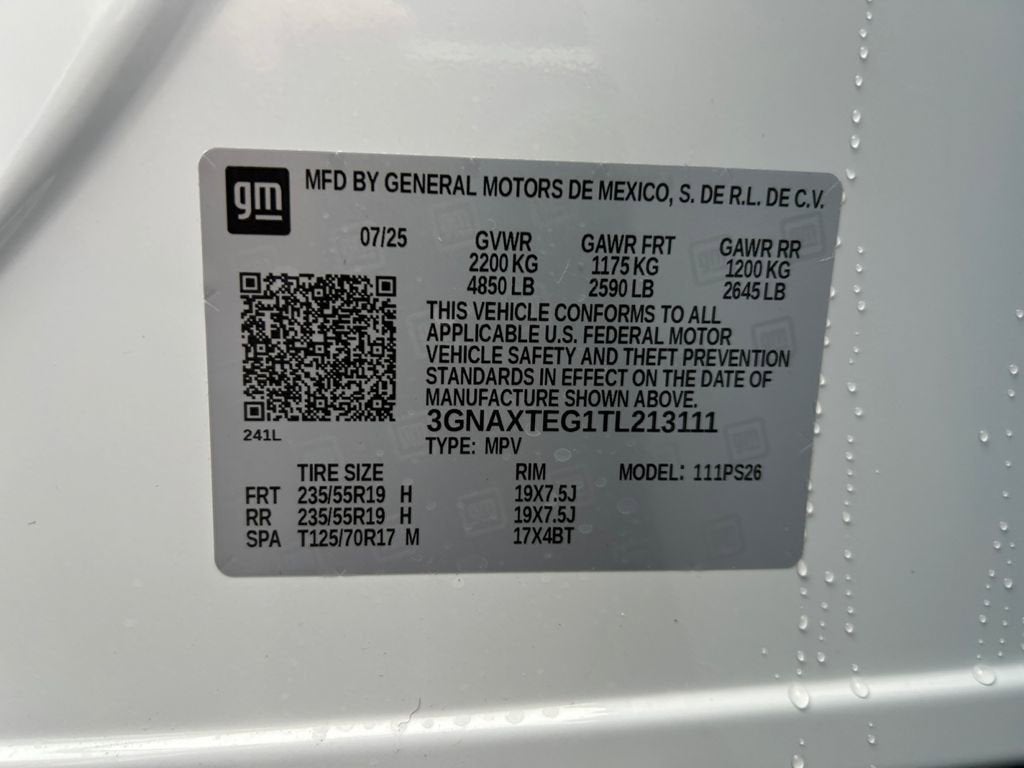 gm
MFD BY GENERAL MOTORS DE MEXICO, S. DE R.L. DE C.V.
07/25 GVWR GAWR FRT GAWR RR
2200 KG 1175 KG 1200 KG
4850 LB 2590 LB 2645 LB
THIS VEHICLE CONFORMS TO ALL
APPLICABLE U.S. FEDERAL MOTOR
VEHICLE SAFETY AND THEFT PREVENTION
STANDARDS IN EFFECT ON THE DATE OF
MANUFACTURE SHOWN ABOVE.
3GNAXTEG1TL213111
241L
TYPE: MPV
TIRE SIZE RIM MODEL: 111PS26
FRT 235/55R19 H 19X7.5J
RR 235/55R19 H 19X7.5J
SPA T125/70R17 M 17X4BT